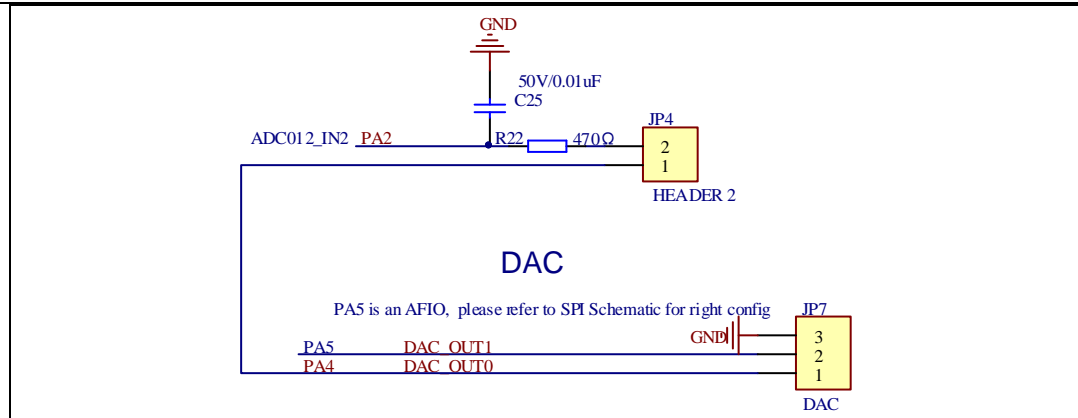 GND
50V/0.01uF
C25
JP4
ADC012_IN2 PA2 R22 470Ω 2
1
HEADER 2
DAC
PA5 is an AFIO, please refer to SPI Schematic for right config JP7
GND 3
PA5 DAC_OUT1 2
PA4 DAC_OUT0 1
DAC